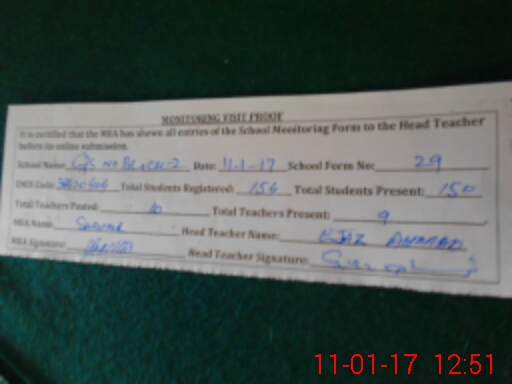 MONITORING VISIT PROOF
It is certified that the MEA has shown all entries of the School Monitoring Form to the Head Teacher
before its online submission.
School Name: No BLOCK-2 Date: 11-1-17 School Form No: 29
EMIS Code: Total Students Registered: 154 Total Students Present: 150
Total Teachers Posted: 10 Total Teachers Present: 9
MEA Name: Head Teacher Name: EJAZ AHMAD
MEA Signature: Head Teacher Signature:
11-01-17 12:51